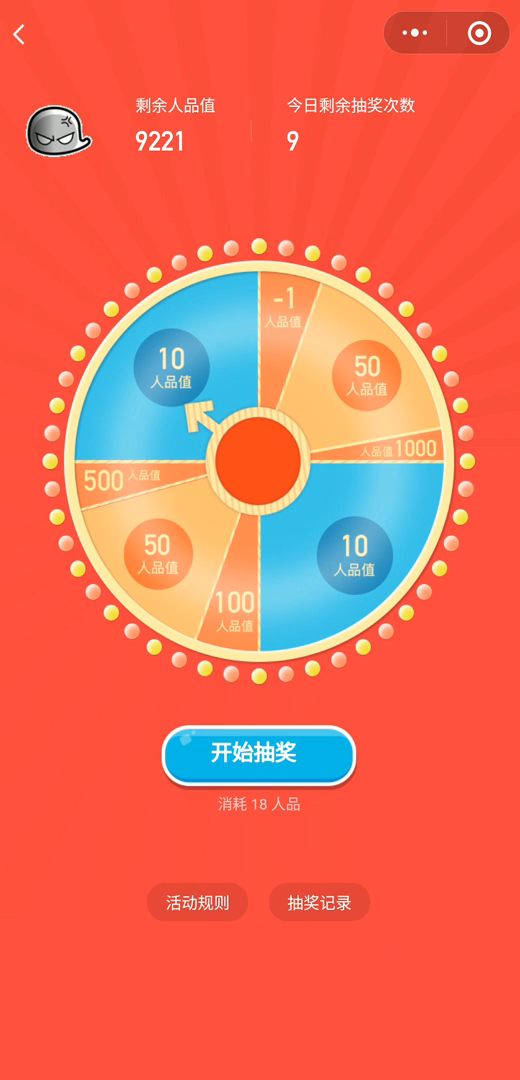 剩余人品值
今日剩余抽奖次数
9221
9
-1
人品值
10
人品值
50
人品值
人品值1000
500人品值
50
人品值
10
人品值
100
人品值
开始抽奖
消耗 18 人品
活动规则
抽奖记录